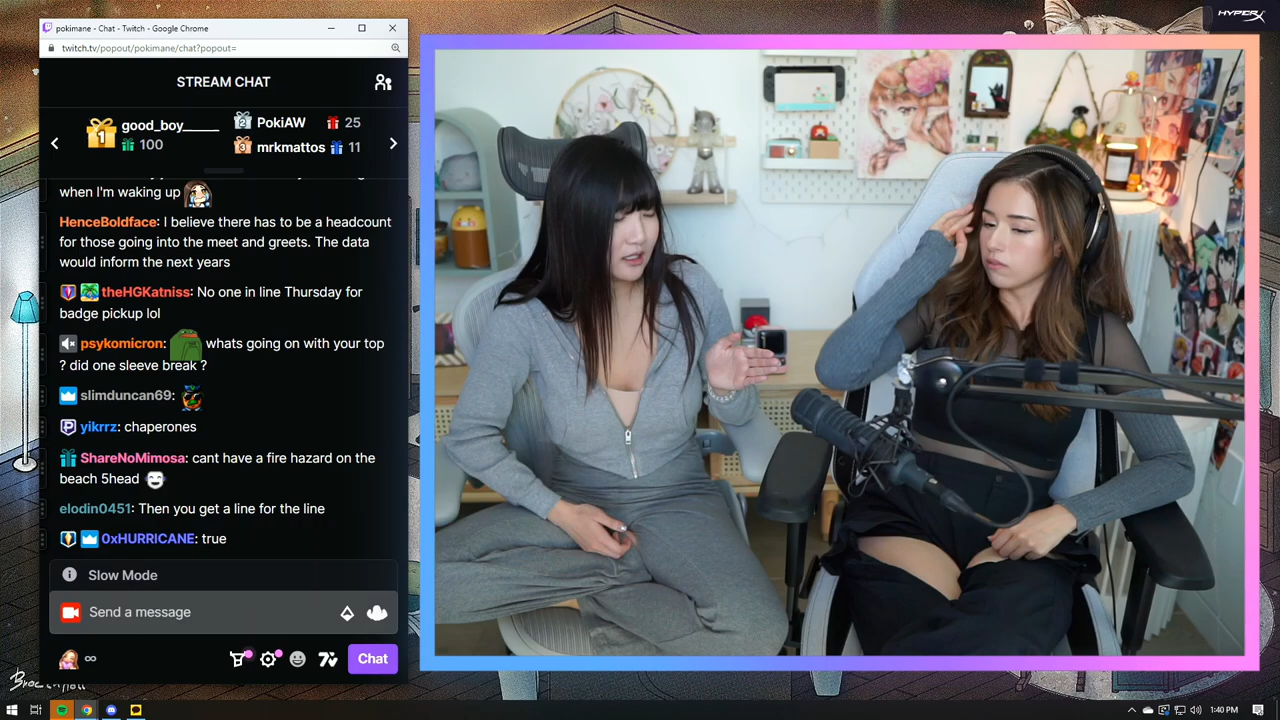 pokimane - Chat - Twitch - Google Chrome
twitch.tv/popout/pokimane/chat?popout=
HYPERX
STREAM CHAT
1 good_boy_____
100
2 PokiAW 25
3 mrkmattos 11
when I'm waking up
HenceBoldface: I believe there has to be a headcount
for those going into the meet and greets. The data
would inform the next years
theHGKatniss: No one in line Thursday for
badge pickup lol
psykomicron: whats going on with your top
? did one sleeve break ?
slimduncan69:
yikrrz: chaperones
ShareNoMimosa: cant have a fire hazard on the
beach 5head
elodin0451: Then you get a line for the line
0xHURRICANE: true
Slow Mode
Send a message
∞
Chat
1:40 PM